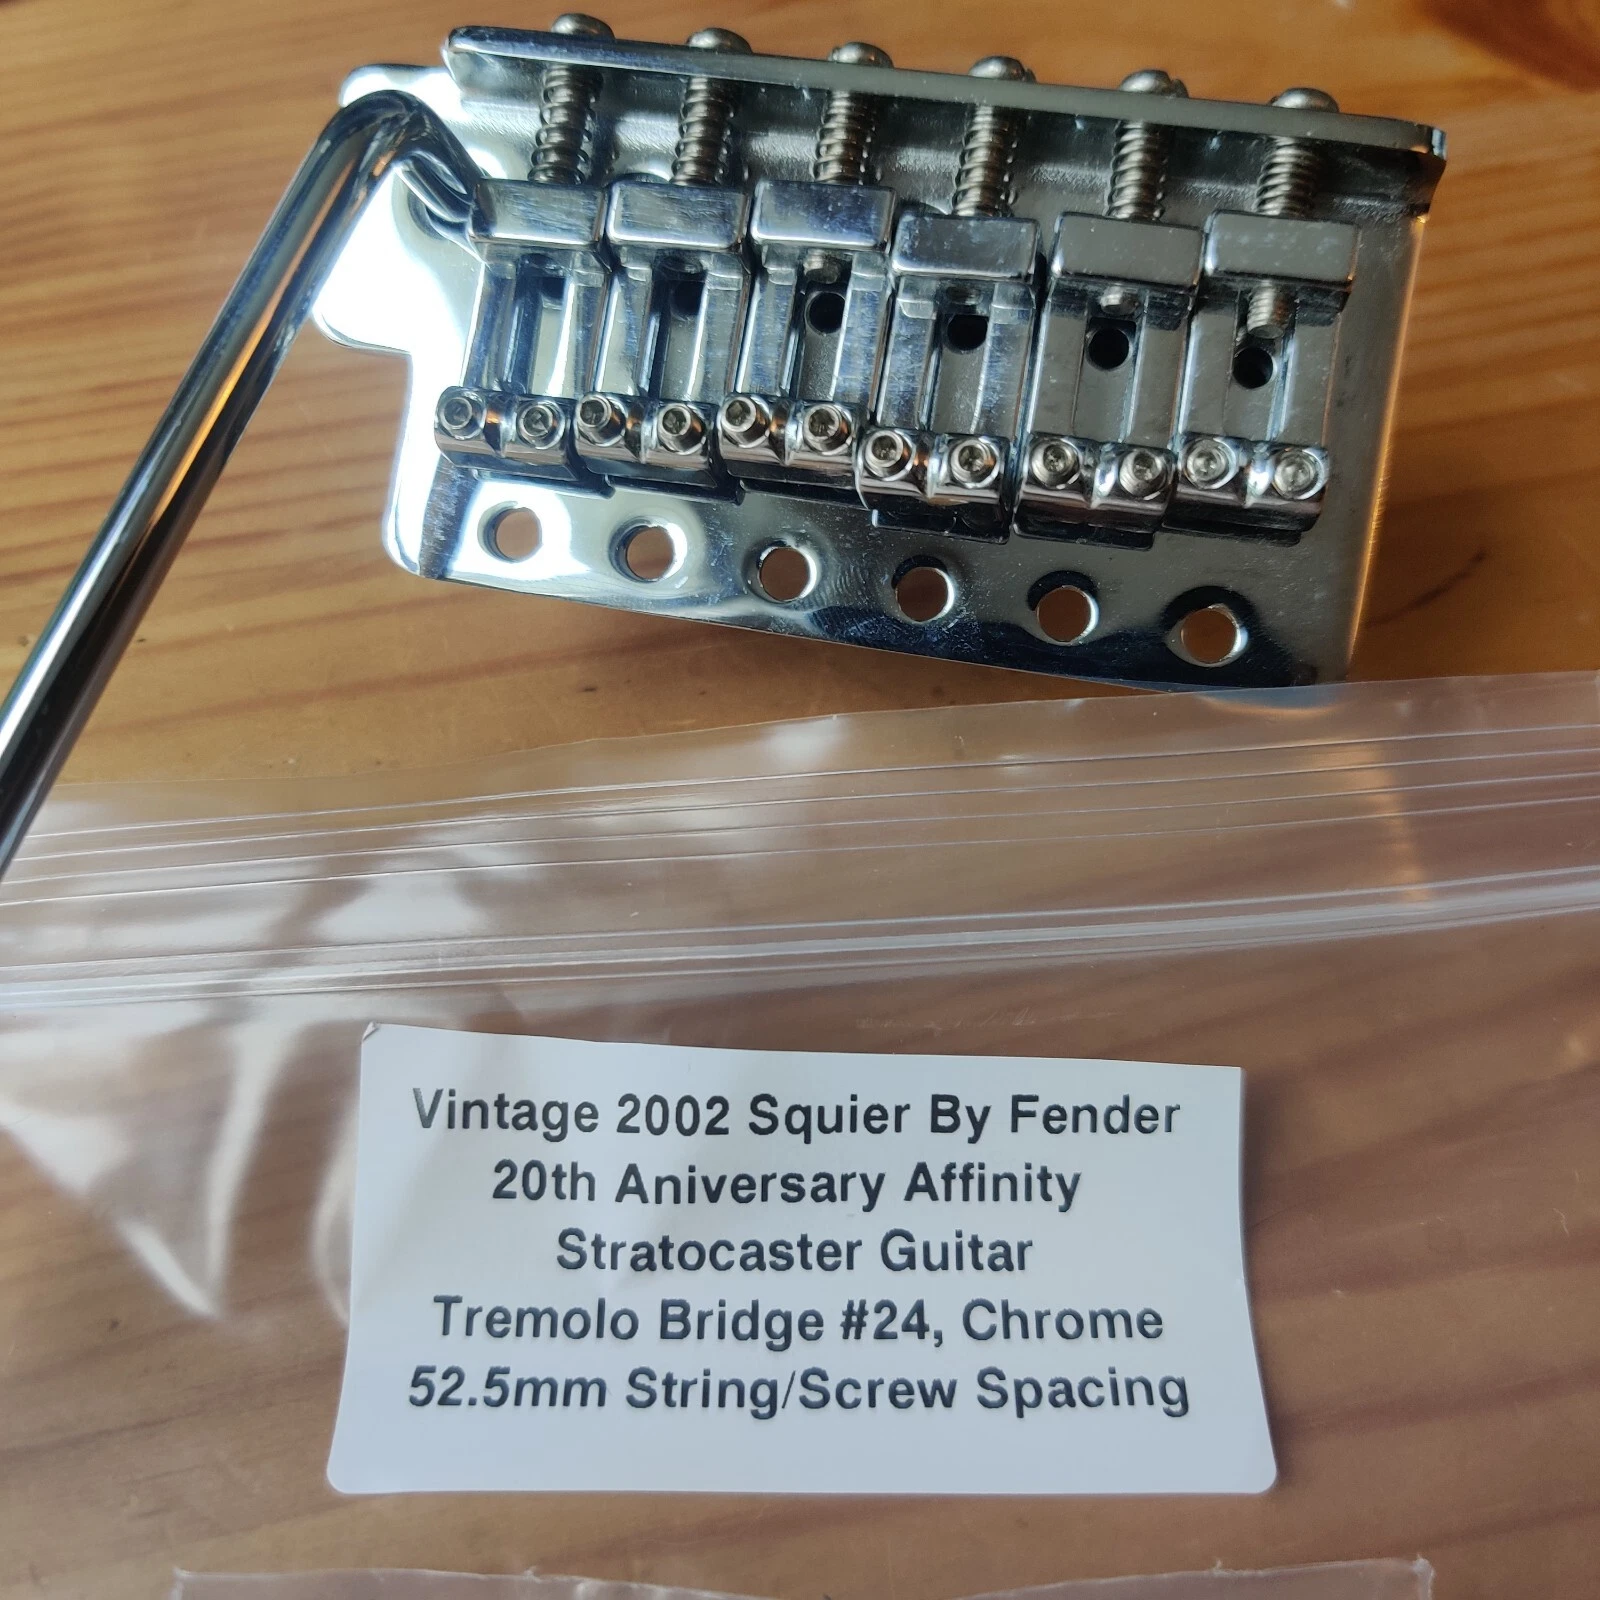 Vintage 2002 Squier By Fender
20th Aniversary Affinity
Stratocaster Guitar
Tremolo Bridge #24, Chrome
52.5mm String/Screw Spacing